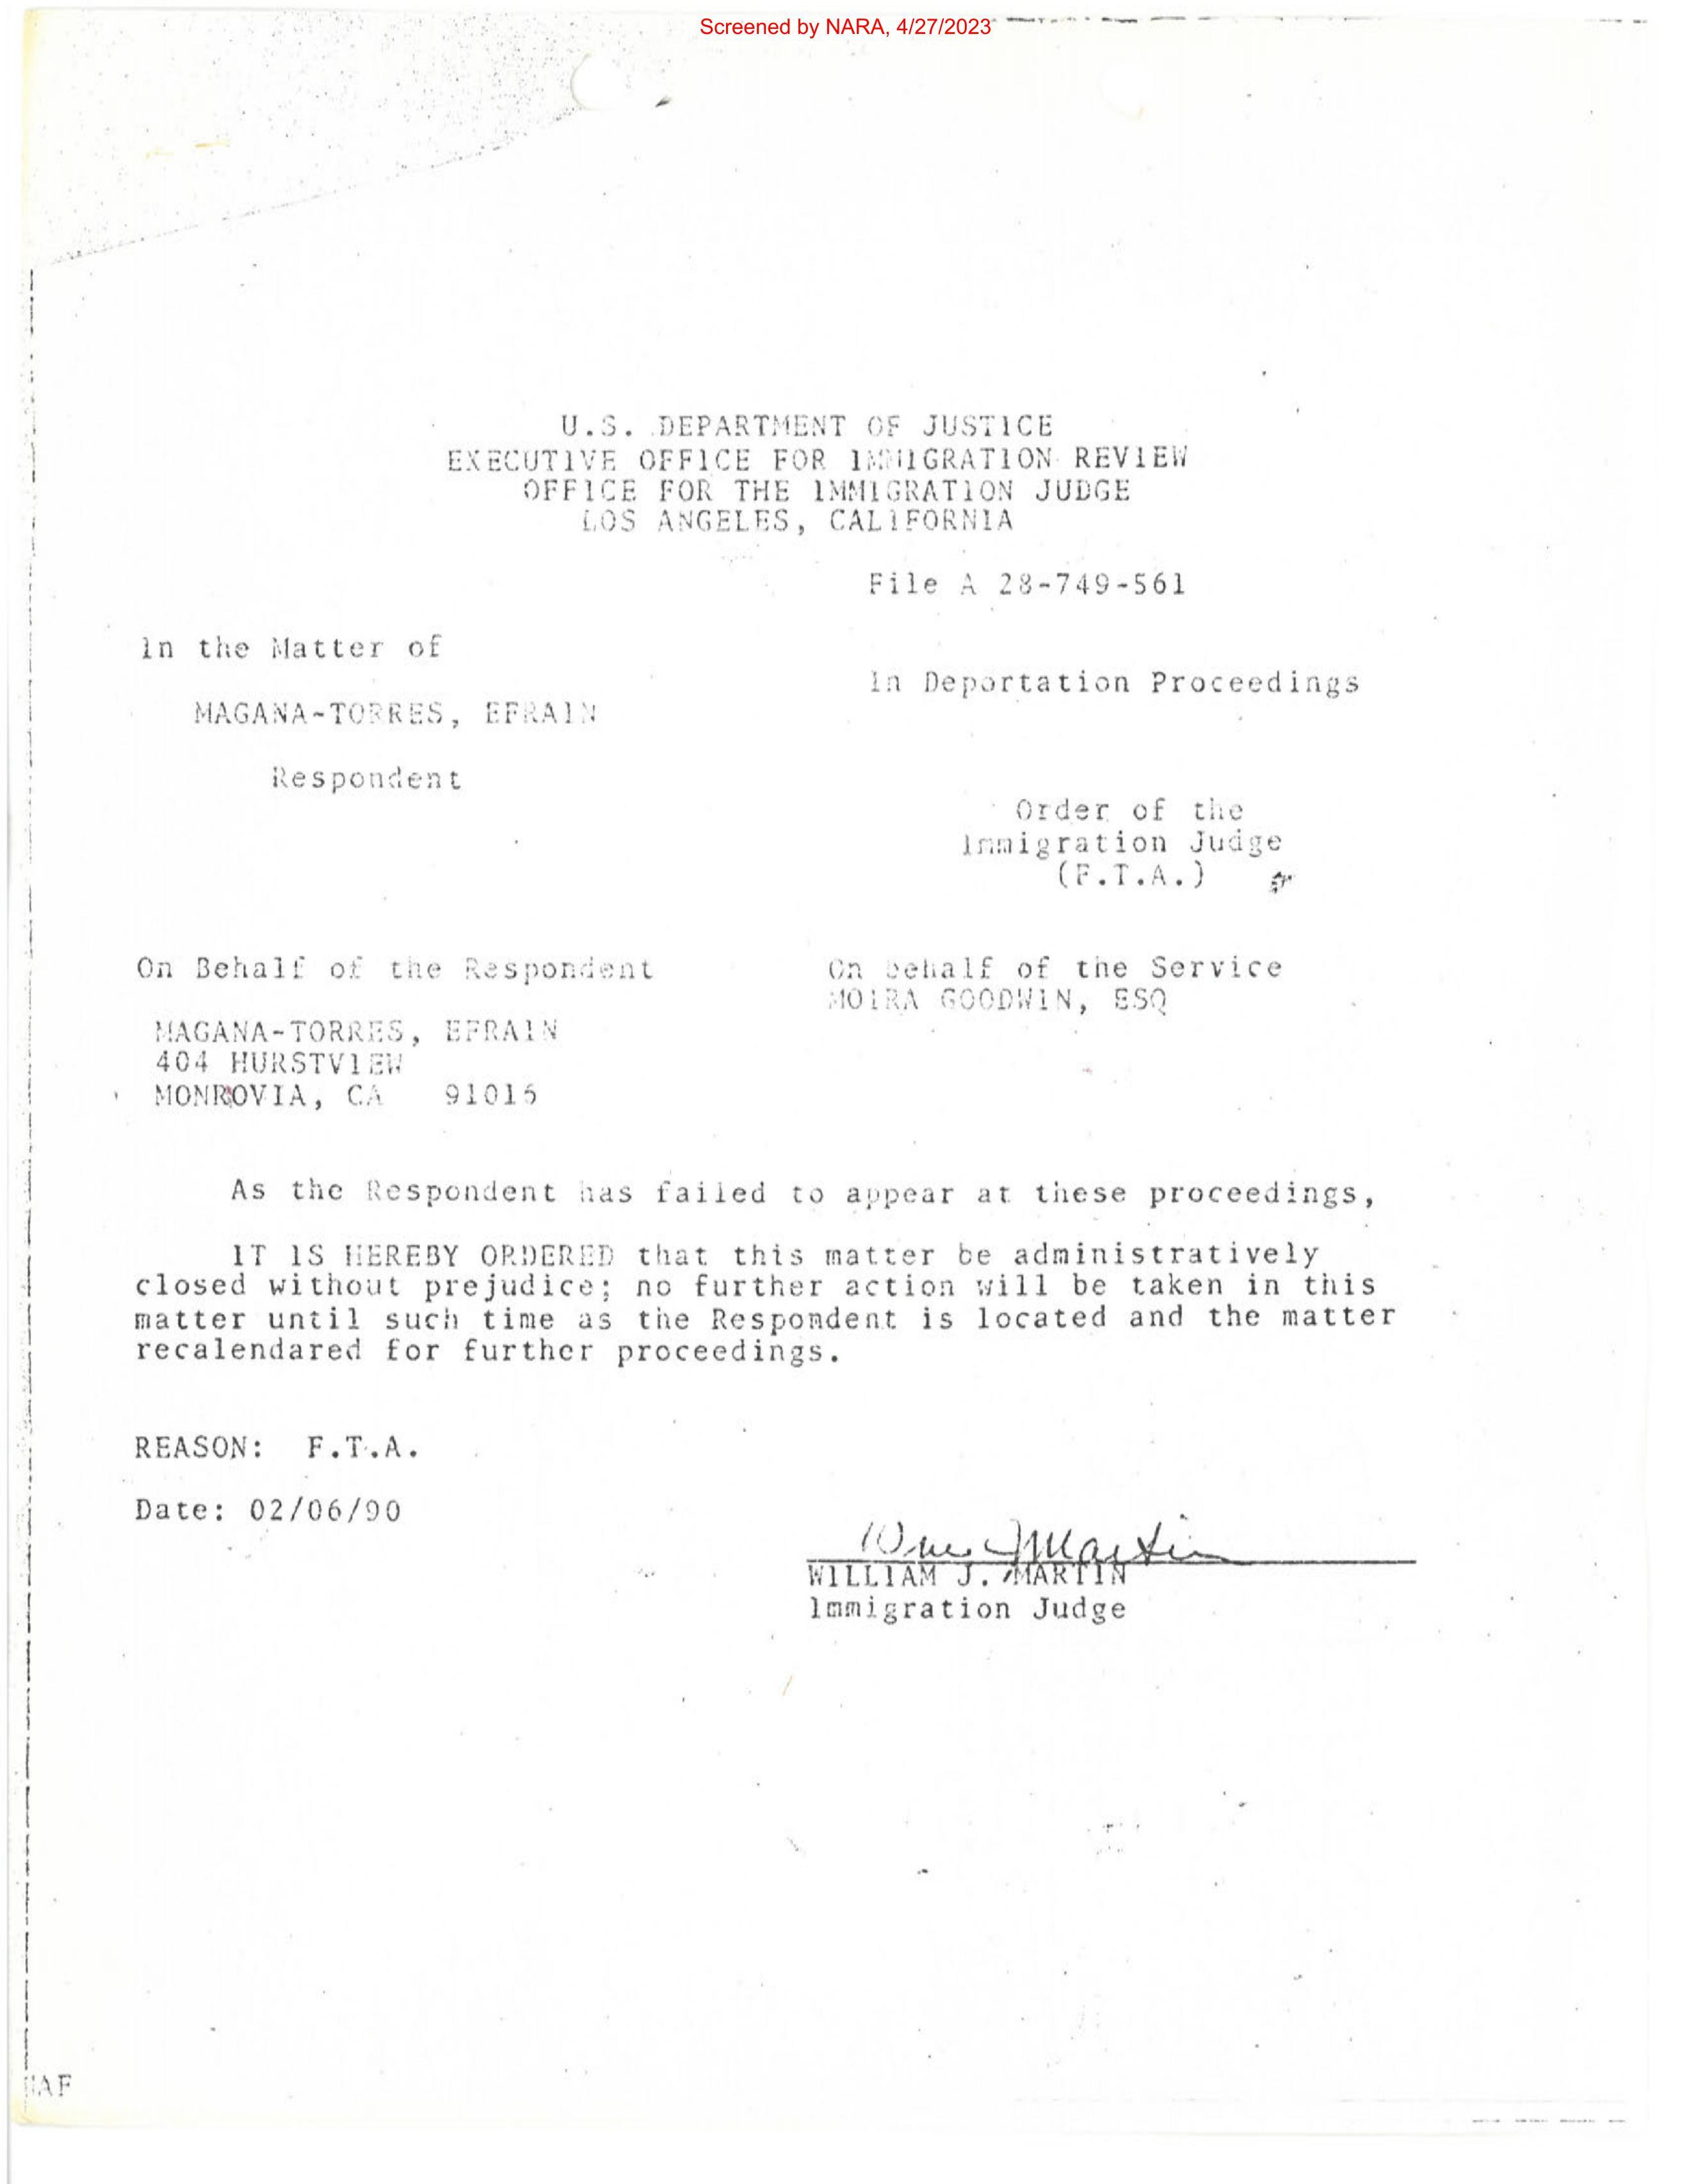 Screened by NARA, 4/27/2023
U.S. DEPARTMENT OF JUSTICE
EXECUTIVE OFFICE FOR IMMIGRATION REVIEW
OFFICE FOR THE IMMIGRATION JUDGE
LOS ANGELES, CALIFORNIA
File A 28-749-561
In the Matter of
In Deportation Proceedings
MAGANA-TORRES, EFRAIN
Respondent
Order of the
Immigration Judge
(F.T.A.)
On Behalf of the Respondent
On behalf of the Service
MOIRA GOODWIN, ESQ
MAGANA-TORRES, EFRAIN
404 HURSTVIEW
MONROVIA, CA 91016
As the Respondent has failed to appear at these proceedings,
IT IS HEREBY ORDERED that this matter be administratively
closed without prejudice; no further action will be taken in this
matter until such time as the Respondent is located and the matter
recalendared for further proceedings.
REASON: F.T.A.
Date: 02/06/90
Wm J Martin
WILLIAM J. MARTIN
Immigration Judge